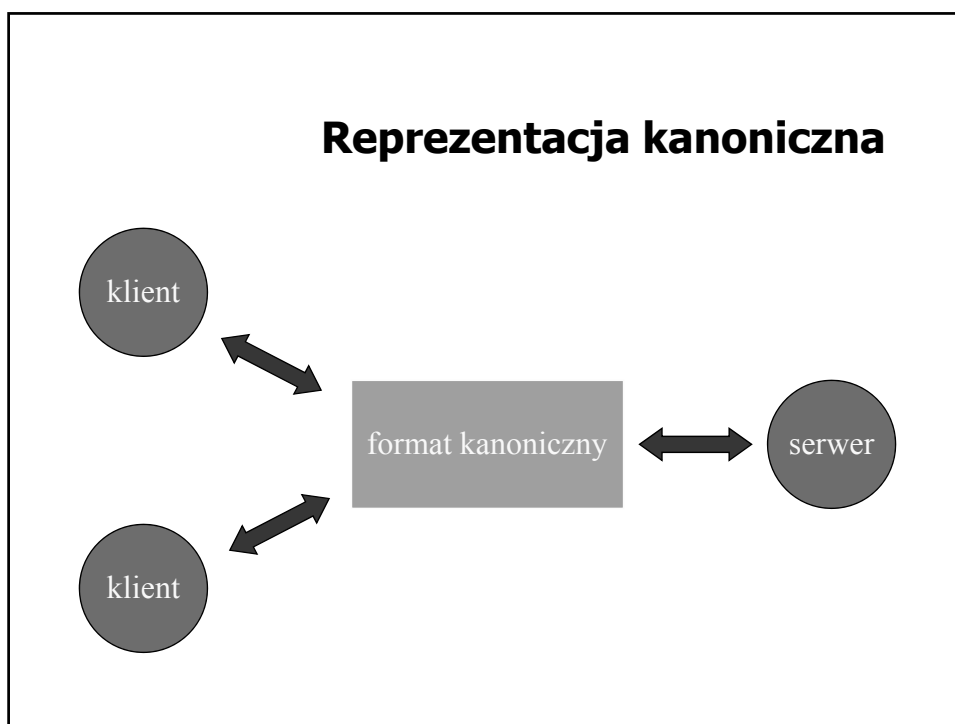 Reprezentacja kanoniczna
klient
format kanoniczny
serwer
klient